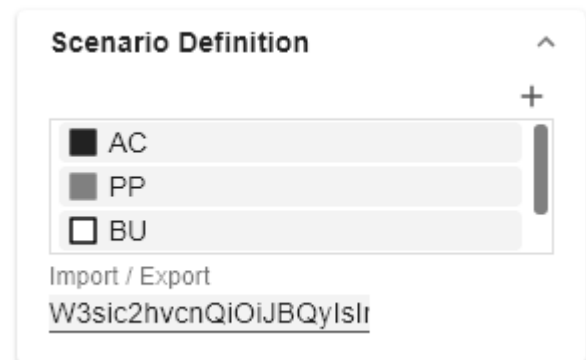 Scenario Definition
+
AC
PP
BU
Import / Export
W3sic2hvcnQiOiJBQyIsIr